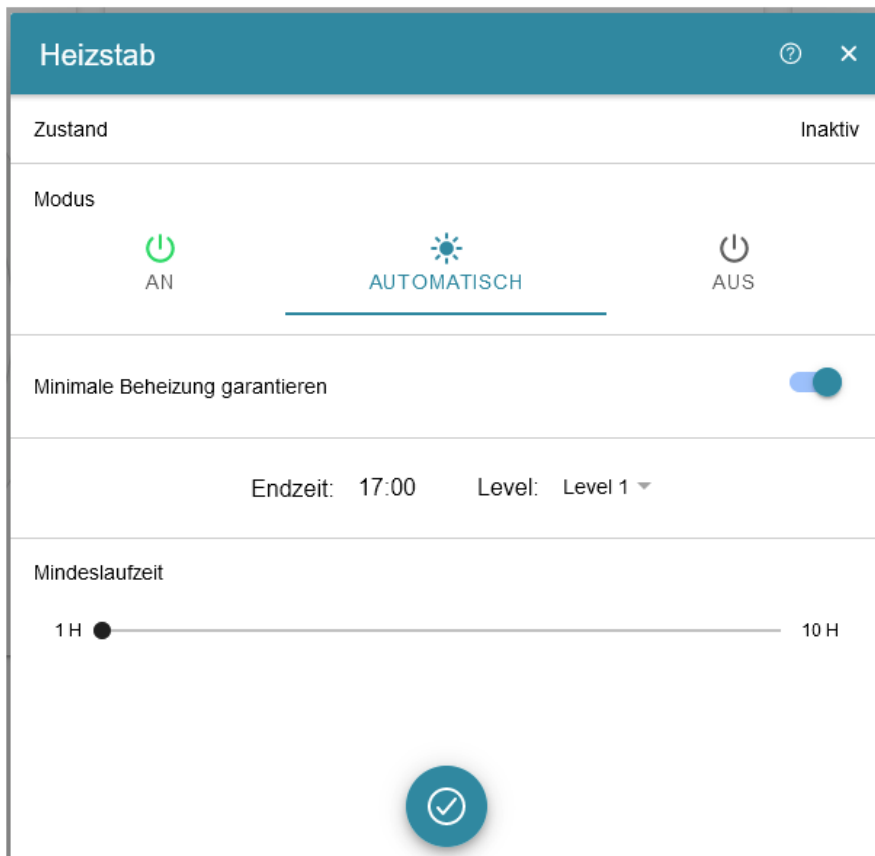 Heizstab
Zustand Inaktiv
Modus
AN AUTOMATISCH AUS
Minimale Beheizung garantieren
Endzeit: 17:00 Level: Level 1
Mindeslaufzeit
1 H 10 H